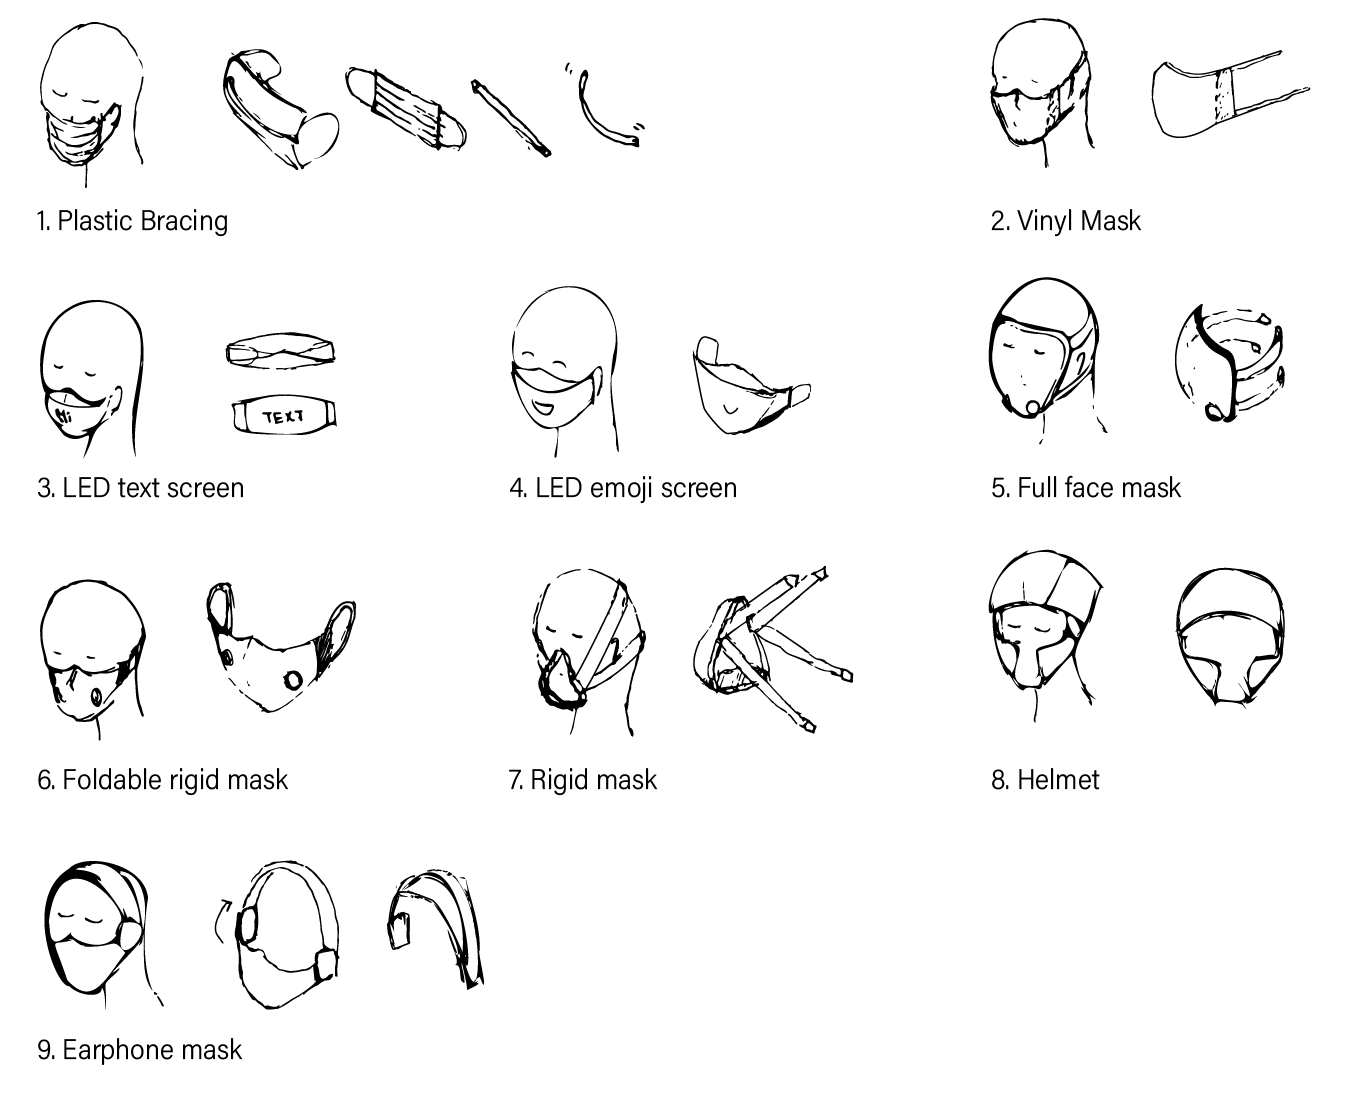 1. Plastic Bracing
2. Vinyl Mask
Hi
TEXT
3. LED text screen
4. LED emoji screen
5. Full face mask
6. Foldable rigid mask
7. Rigid mask
8. Helmet
9. Earphone mask